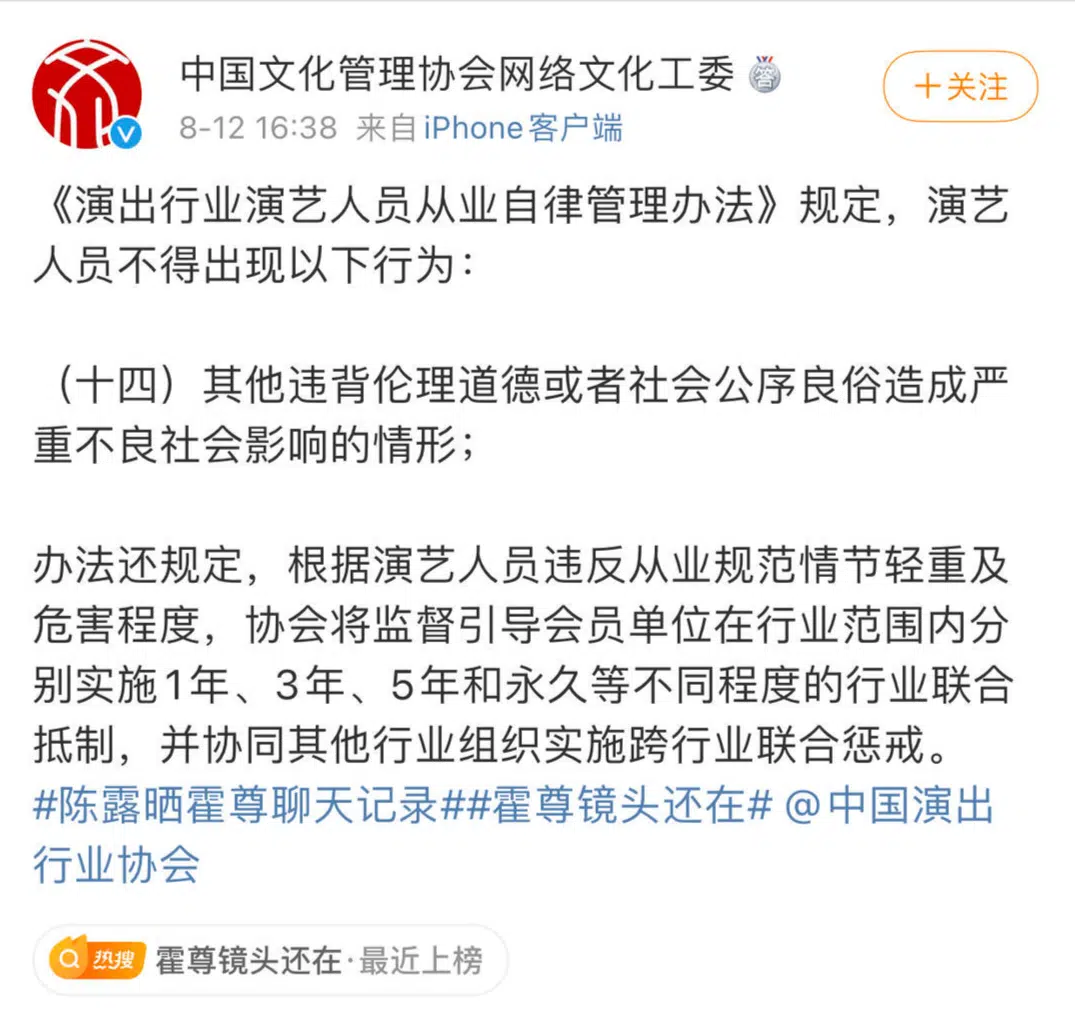 中国文化管理协会网络文化工委
+关注
8-12 16:38 来自 iPhone客户端
《演出行业演艺人员从业自律管理办法》规定，演艺
人员不得出现以下行为：
（十四）其他违背伦理道德或者社会公序良俗造成严
重不良社会影响的情形；
办法还规定，根据演艺人员违反从业规范情节轻重及
危害程度，协会将监督引导会员单位在行业范围内分
别实施1年、3年、5年和永久等不同程度的行业联合
抵制，并协同其他行业组织实施跨行业联合惩戒。
#陈露晒霍尊聊天记录##霍尊镜头还在# @中国演出
行业协会
热搜 霍尊镜头还在·最近上榜